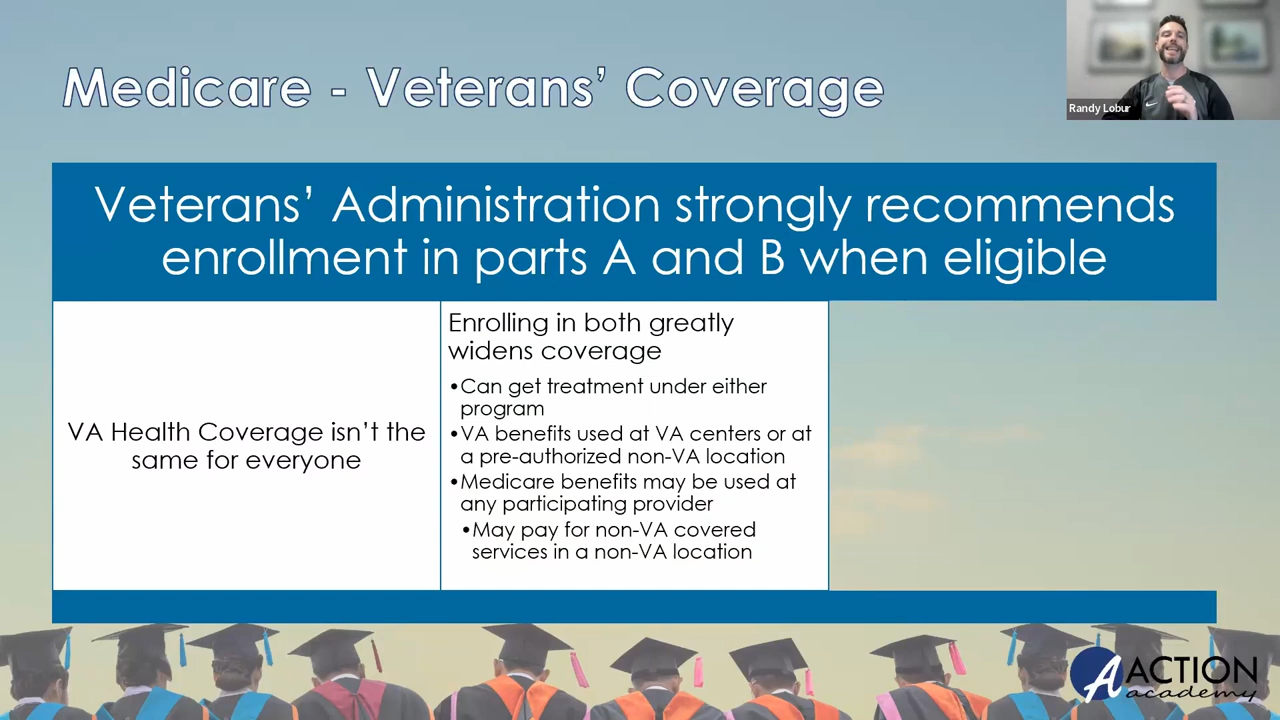 Medicare - Veterans’ Coverage
Randy Lobur
Veterans’ Administration strongly recommends
enrollment in parts A and B when eligible
VA Health Coverage isn’t the
same for everyone
Enrolling in both greatly
widens coverage
•Can get treatment under either
program
•VA benefits used at VA centers or at
a pre-authorized non-VA location
•Medicare benefits may be used at
any participating provider
•May pay for non-VA covered
services in a non-VA location
A ACTION
academy